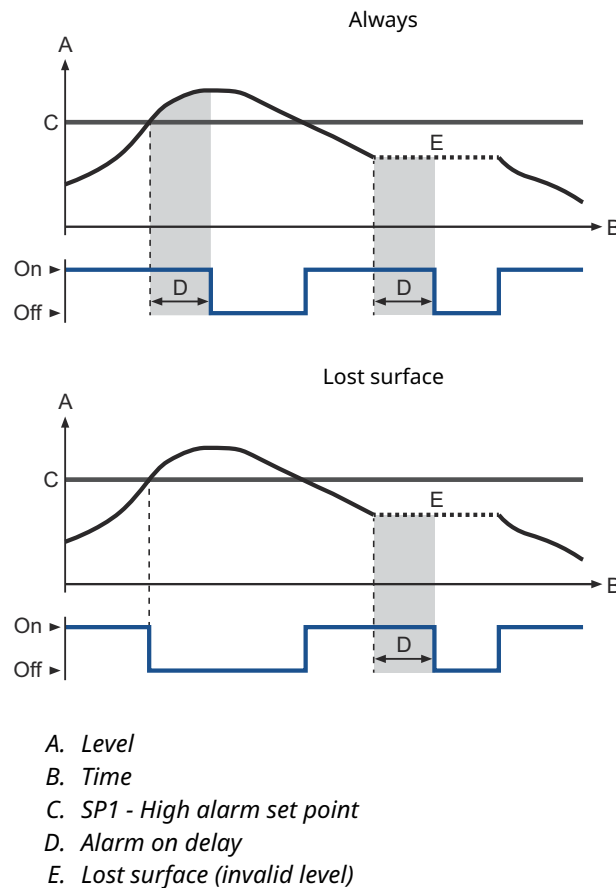 Always
A
C
E
B
On
D
D
Off
Lost surface
A
C
E
B
On
D
Off
A. Level
B. Time
C. SP1 - High alarm set point
D. Alarm on delay
E. Lost surface (invalid level)